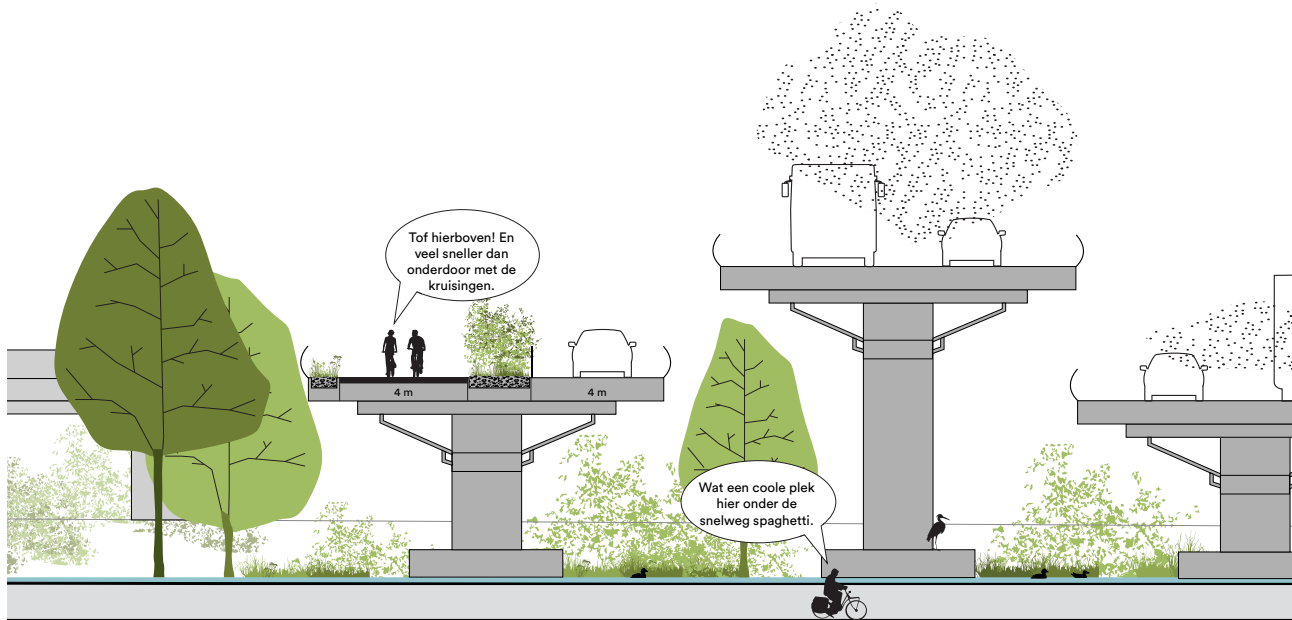 Tof hierboven! En
veel sneller dan
onderdoor met de
kruisingen.
4 m
4 m
Wat een coole plek
hier onder de
snelweg spaghetti.